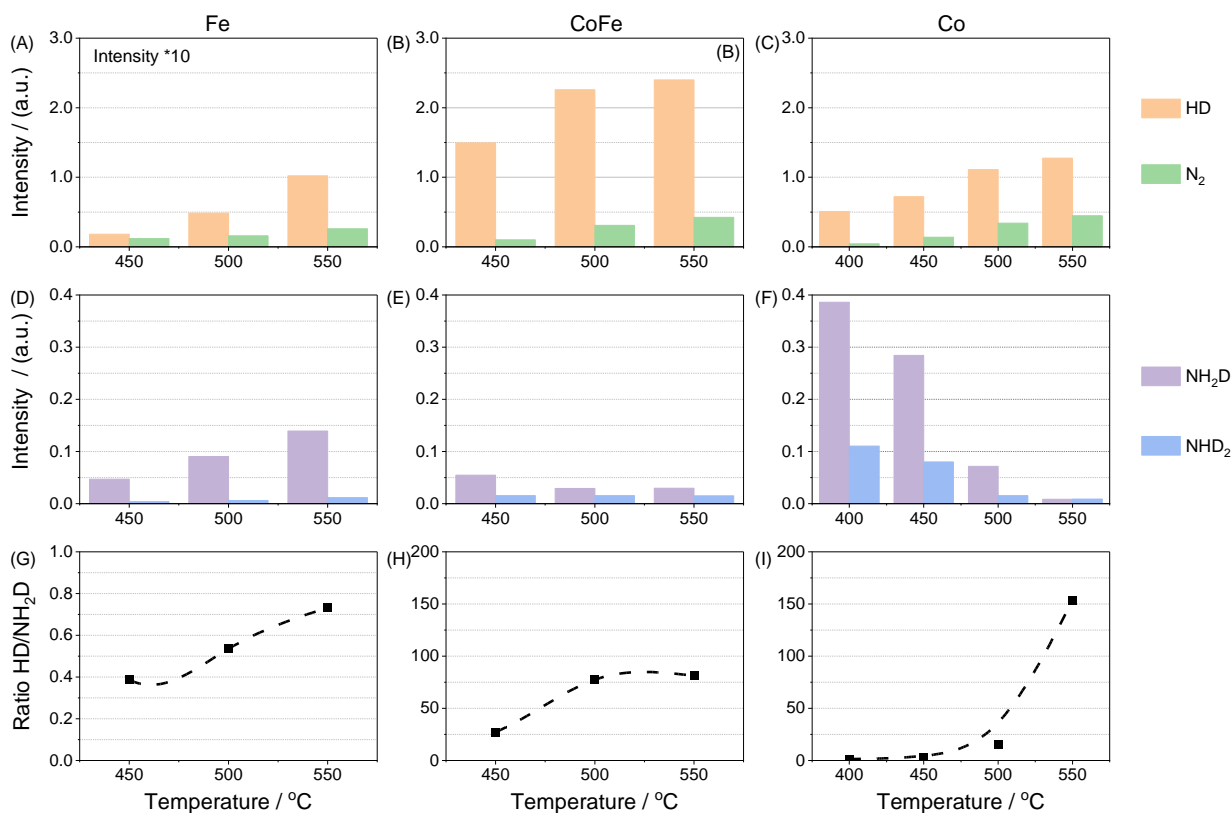 Fe
CoFe
Co
(A)
Intensity *10
(B)
(B)
(C)
3.0
2.0
1.0
0.0
Intensity / (a.u.)
450 500 550
3.0
2.0
1.0
0.0
450 500 550
3.0
2.0
1.0
0.0
400 450 500 550
HD
N₂
(D)
0.4
0.3
0.2
0.1
0.0
Intensity / (a.u.)
450 500 550
(E)
0.4
0.3
0.2
0.1
0.0
450 500 550
(F)
0.4
0.3
0.2
0.1
0.0
400 450 500 550
NH₂D
NHD₂
(G)
1.0
0.8
0.6
0.4
0.2
0.0
Ratio HD/NH₂D
450 500 550
Temperature / °C
(H)
200
150
100
50
0
450 500 550
Temperature / °C
(I)
200
150
100
50
0
400 450 500 550
Temperature / °C